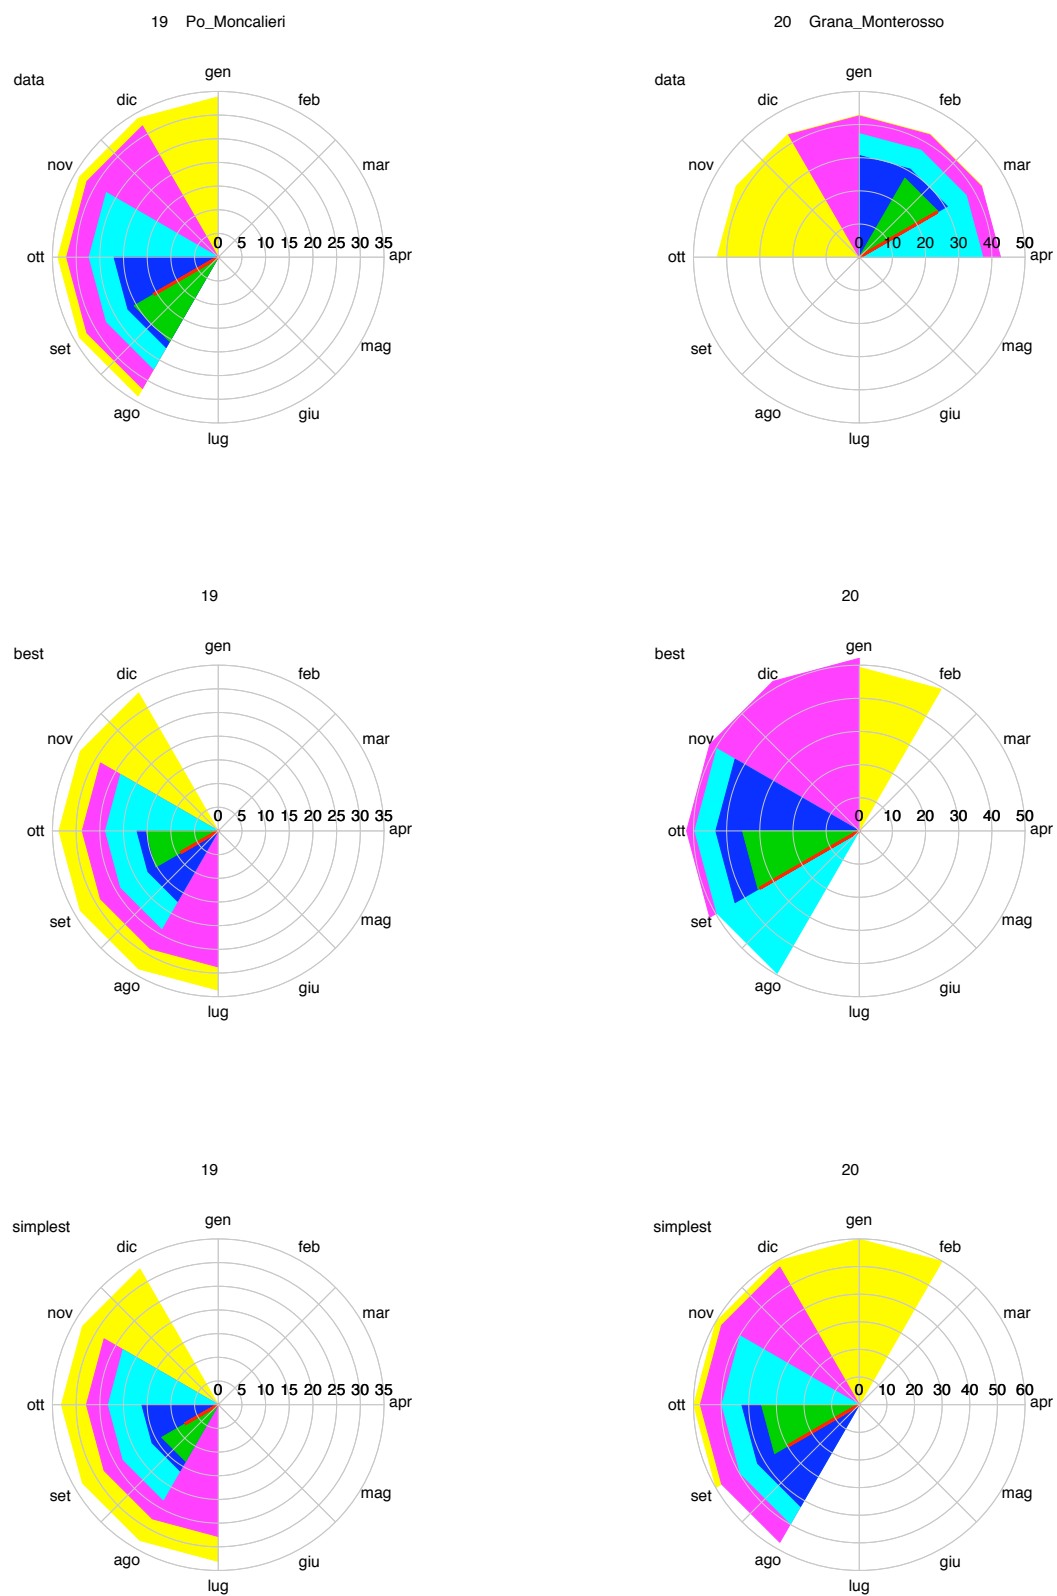 19 Po_Moncalieri
20 Grana_Monterosso
data
gen
feb
mar
apr
mag
giu
lug
ago
set
ott
nov
dic
0 5 10 15 20 25 30 35
data
gen
feb
mar
apr
mag
giu
lug
ago
set
ott
nov
dic
0 10 20 30 40 50
19
20
best
gen
feb
mar
apr
mag
giu
lug
ago
set
ott
nov
dic
0 5 10 15 20 25 30 35
best
gen
feb
mar
apr
mag
giu
lug
ago
set
ott
nov
dic
0 10 20 30 40 50
19
20
simplest
gen
feb
mar
apr
mag
giu
lug
ago
set
ott
nov
dic
0 5 10 15 20 25 30 35
simplest
gen
feb
mar
apr
mag
giu
lug
ago
set
ott
nov
dic
0 10 20 30 40 50 60